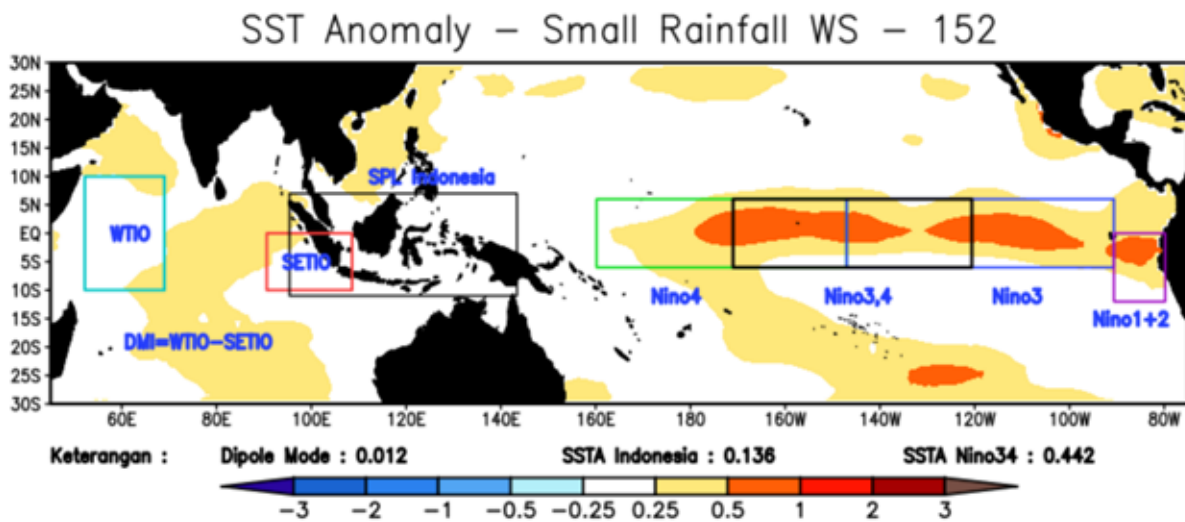 SST Anomaly – Small Rainfall WS – 152
30N
25N
20N
15N
10N
5N
EQ
5S
10S
15S
20S
25S
30S
SPL Indonesia
WTIO
SETIO
Nino4
Nino3,4
Nino3
Nino1+2
DMI=WTIO–SETIO
60E 80E 100E 120E 140E 160E 180 160W 140W 120W 100W 80W
Keterangan : Dipole Mode : 0.012 SSTA Indonesia : 0.136 SSTA Nino34 : 0.442
–3 –2 –1 –0.5 –0.25 0.25 0.5 1 2 3